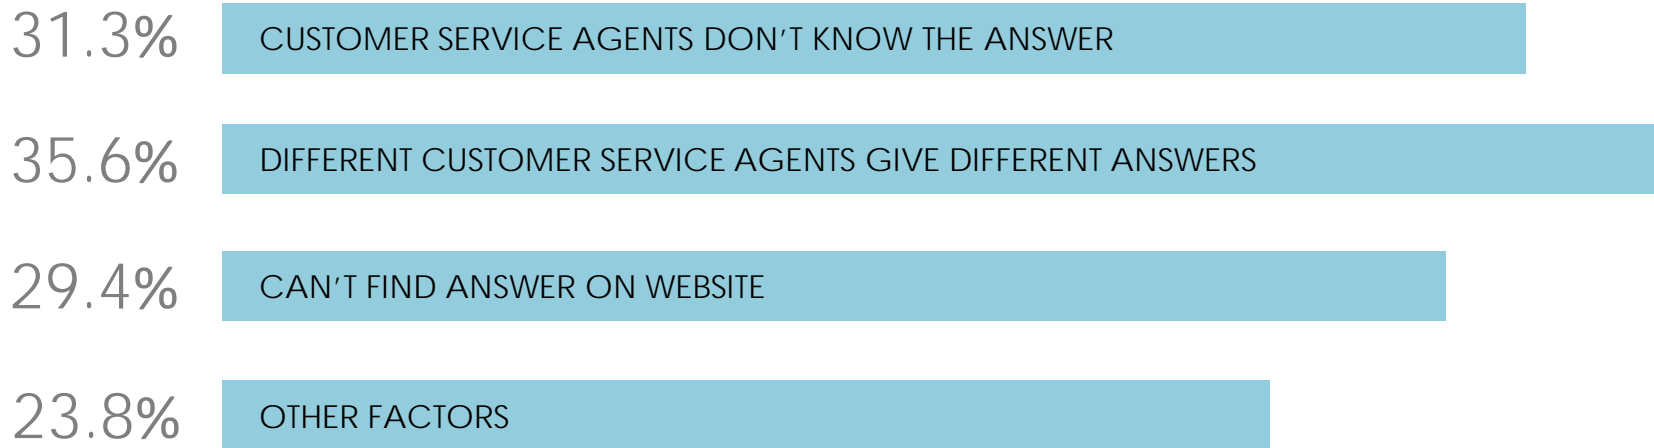 31.3% CUSTOMER SERVICE AGENTS DON'T KNOW THE ANSWER
35.6% DIFFERENT CUSTOMER SERVICE AGENTS GIVE DIFFERENT ANSWERS
29.4% CAN'T FIND ANSWER ON WEBSITE
23.8% OTHER FACTORS